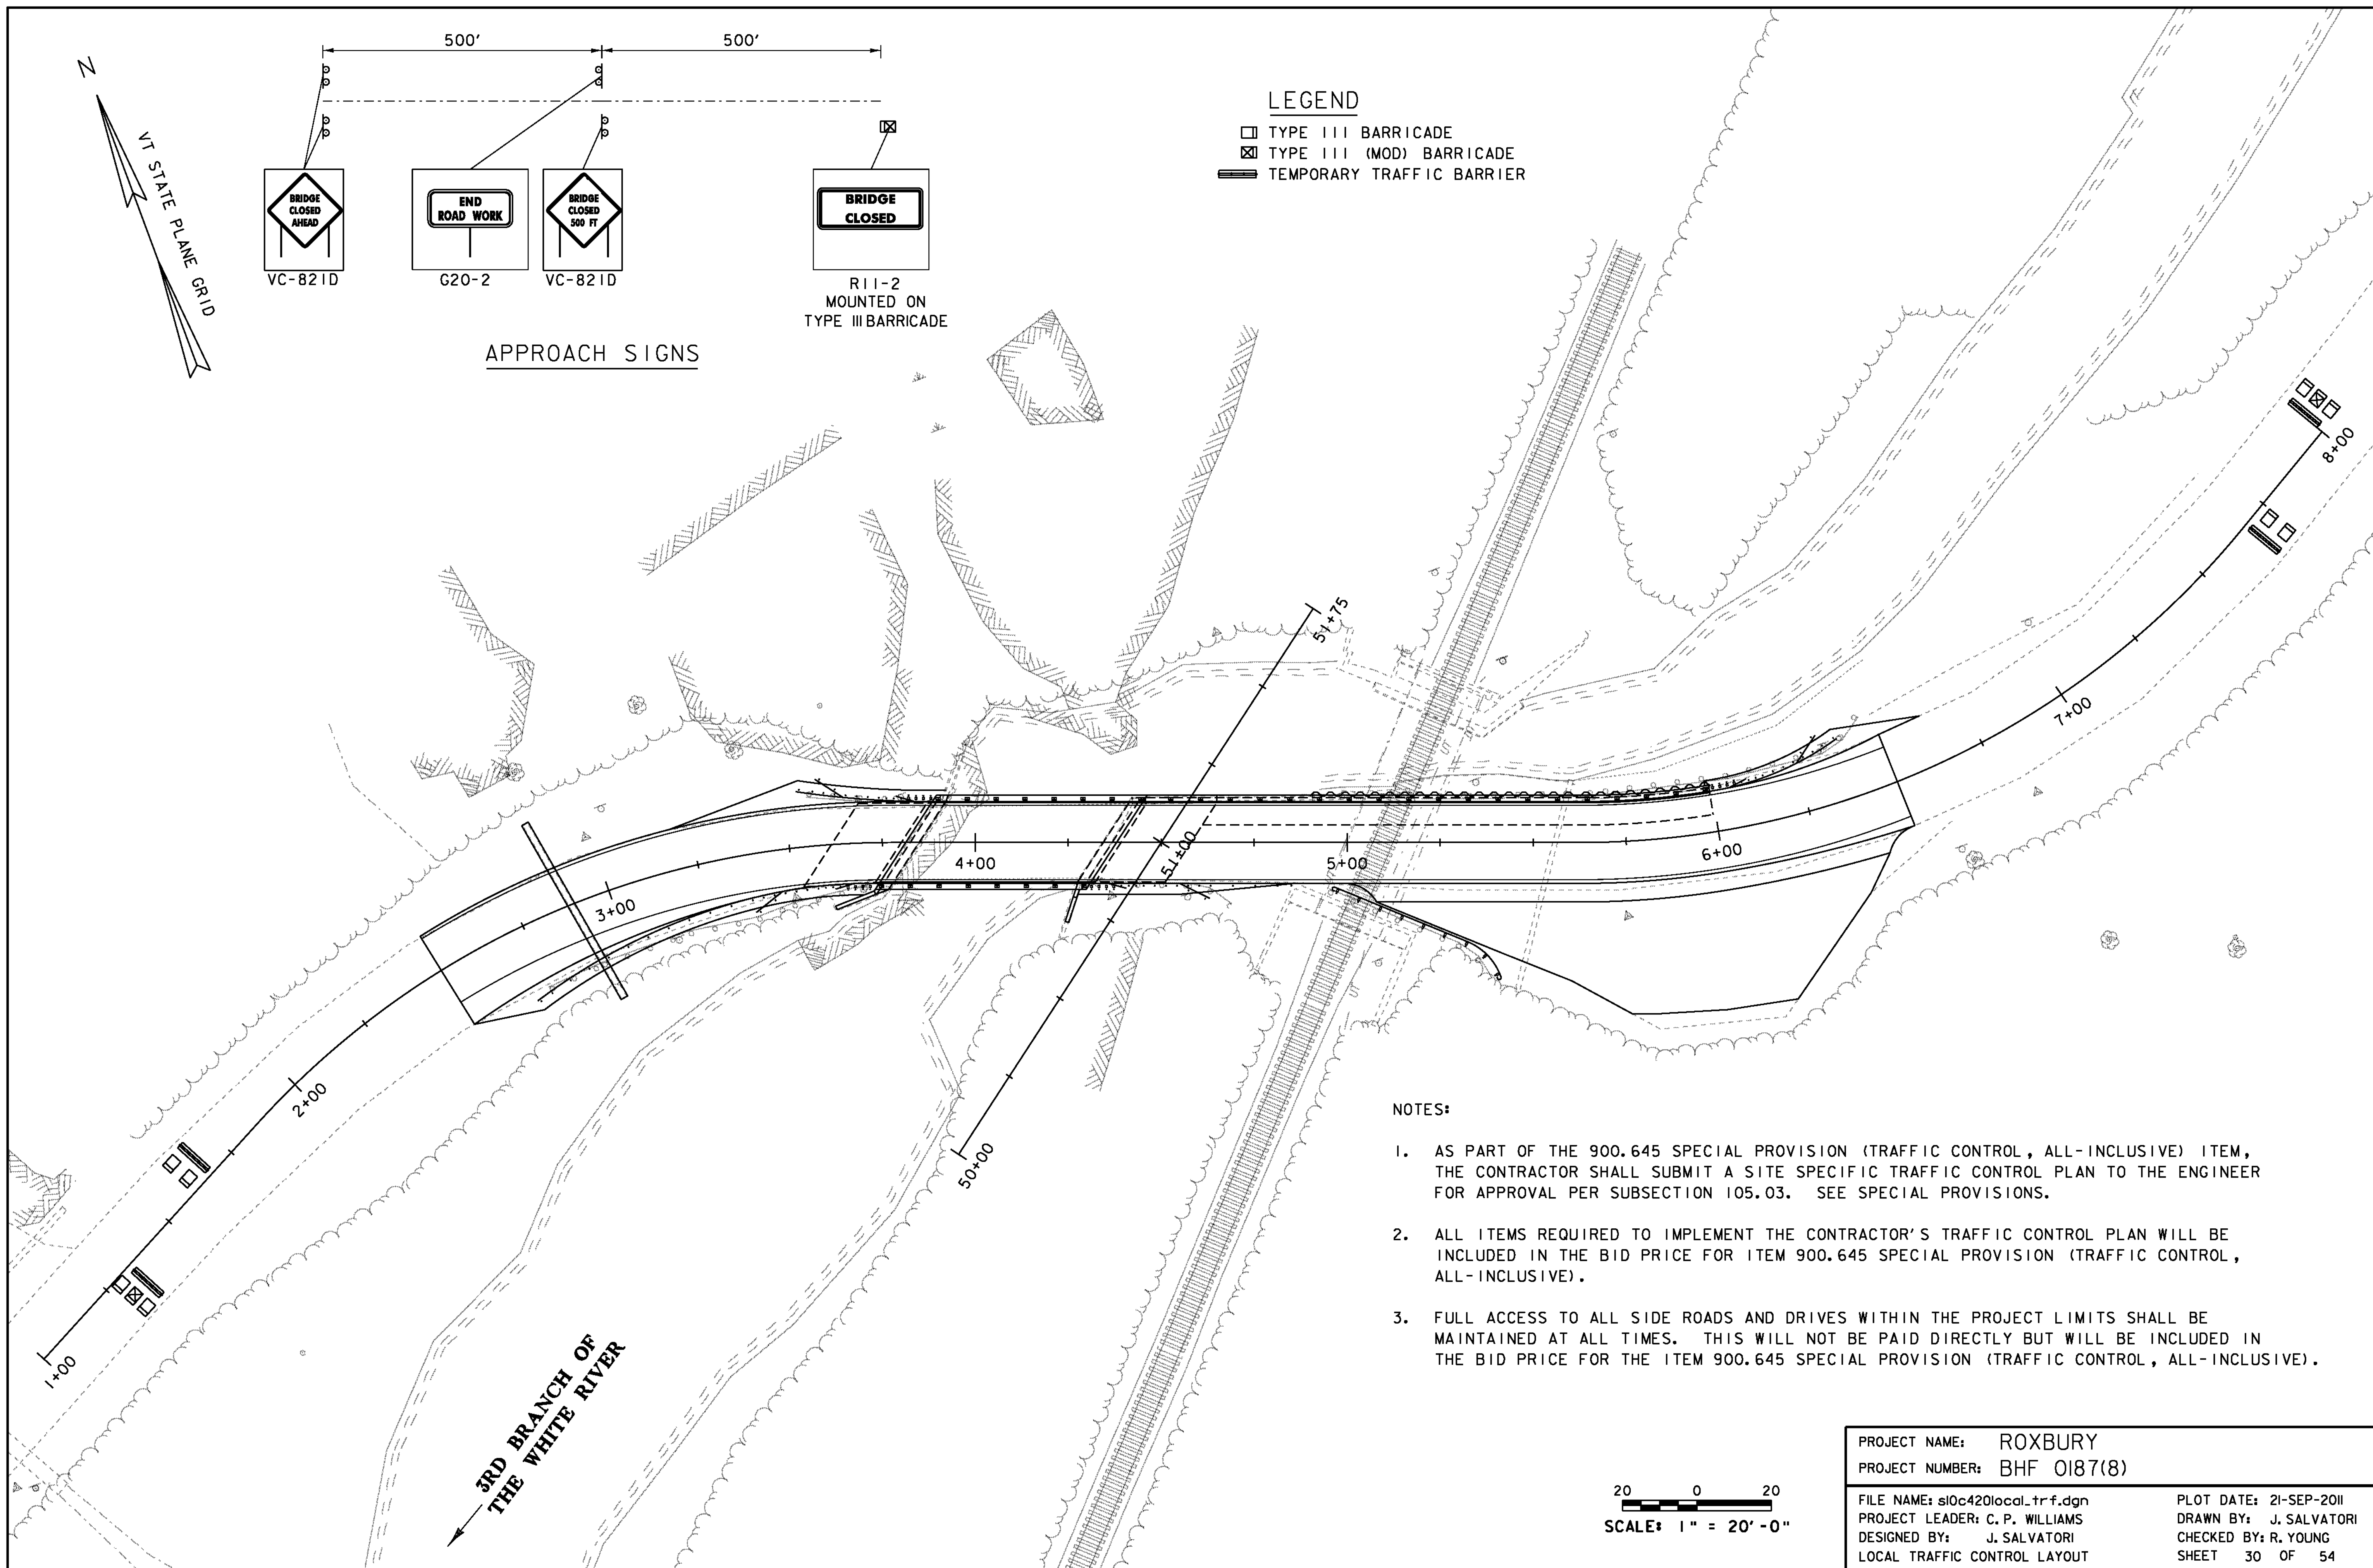 500' 500'
N
VT STATE PLANE GRID
BRIDGE
CLOSED
AHEAD
VC-821D
END
ROAD WORK
G20-2
BRIDGE
CLOSED
500 FT
VC-821D
BRIDGE
CLOSED
R11-2
MOUNTED ON
TYPE III BARRICADE
APPROACH SIGNS
LEGEND
TYPE III BARRICADE
TYPE III (MOD) BARRICADE
TEMPORARY TRAFFIC BARRIER
8+00
51+75
7+00
6+00
5+00
51+00
4+00
3+00
2+00
50+00
1+00
3RD BRANCH OF
THE WHITE RIVER
NOTES:
1. AS PART OF THE 900.645 SPECIAL PROVISION (TRAFFIC CONTROL, ALL-INCLUSIVE) ITEM,
THE CONTRACTOR SHALL SUBMIT A SITE SPECIFIC TRAFFIC CONTROL PLAN TO THE ENGINEER
FOR APPROVAL PER SUBSECTION 105.03. SEE SPECIAL PROVISIONS.
2. ALL ITEMS REQUIRED TO IMPLEMENT THE CONTRACTOR'S TRAFFIC CONTROL PLAN WILL BE
INCLUDED IN THE BID PRICE FOR ITEM 900.645 SPECIAL PROVISION (TRAFFIC CONTROL,
ALL-INCLUSIVE).
3. FULL ACCESS TO ALL SIDE ROADS AND DRIVES WITHIN THE PROJECT LIMITS SHALL BE
MAINTAINED AT ALL TIMES. THIS WILL NOT BE PAID DIRECTLY BUT WILL BE INCLUDED IN
THE BID PRICE FOR THE ITEM 900.645 SPECIAL PROVISION (TRAFFIC CONTROL, ALL-INCLUSIVE).
20 0 20
SCALE: 1" = 20'-0"
PROJECT NAME: ROXBURY
PROJECT NUMBER: BHF 0187(8)
FILE NAME: s10c420local_trf.dgn PLOT DATE: 21-SEP-2011
PROJECT LEADER: C. P. WILLIAMS DRAWN BY: J. SALVATORI
DESIGNED BY: J. SALVATORI CHECKED BY: R. YOUNG
LOCAL TRAFFIC CONTROL LAYOUT SHEET 30 OF 54